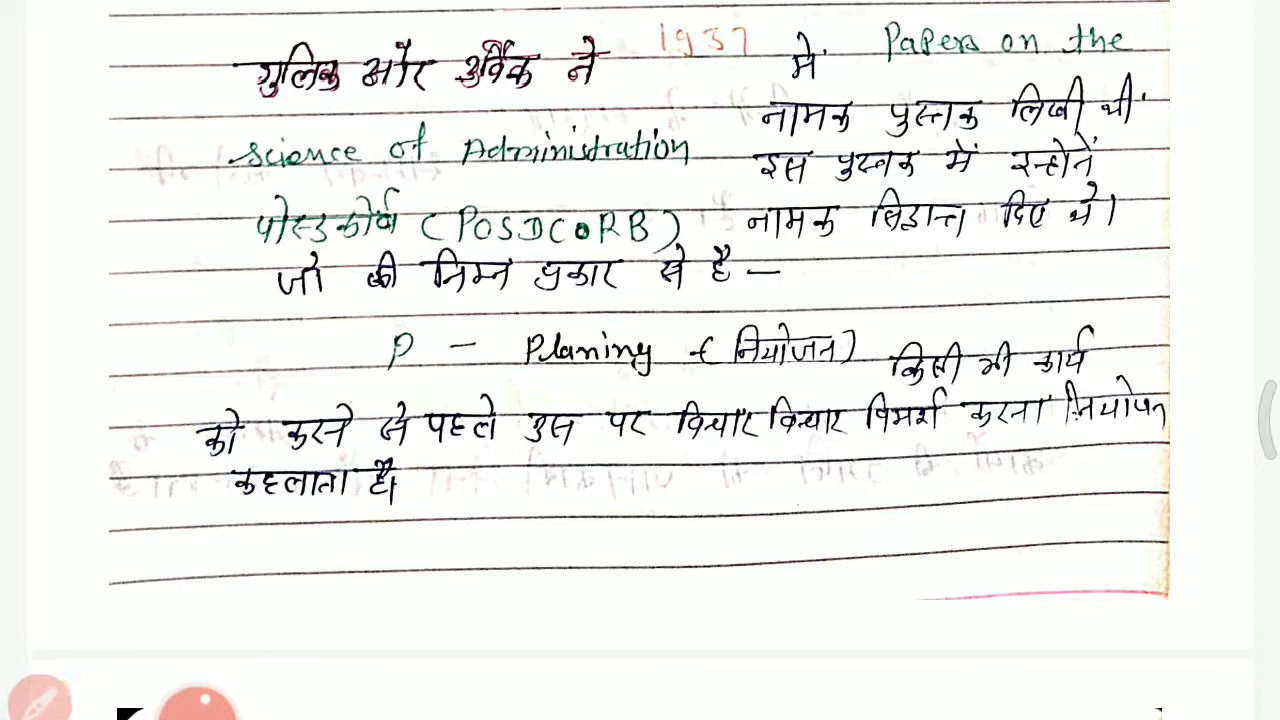 गुलिक और उर्विक ने 1937 में Papers on the
Science of Administration नामक पुस्तक लिखी थी
इस पुस्तक में इन्होनें
पोस्डकोर्ब (POSDCORB) नामक सिद्धान्त दिए थे।
जो की निम्न प्रकार से है —
P — Planing - (नियोजन) किसी भी कार्य
को करने से पहले उस पर विचार विचार विमर्श करना नियोजन
कहलाता है।